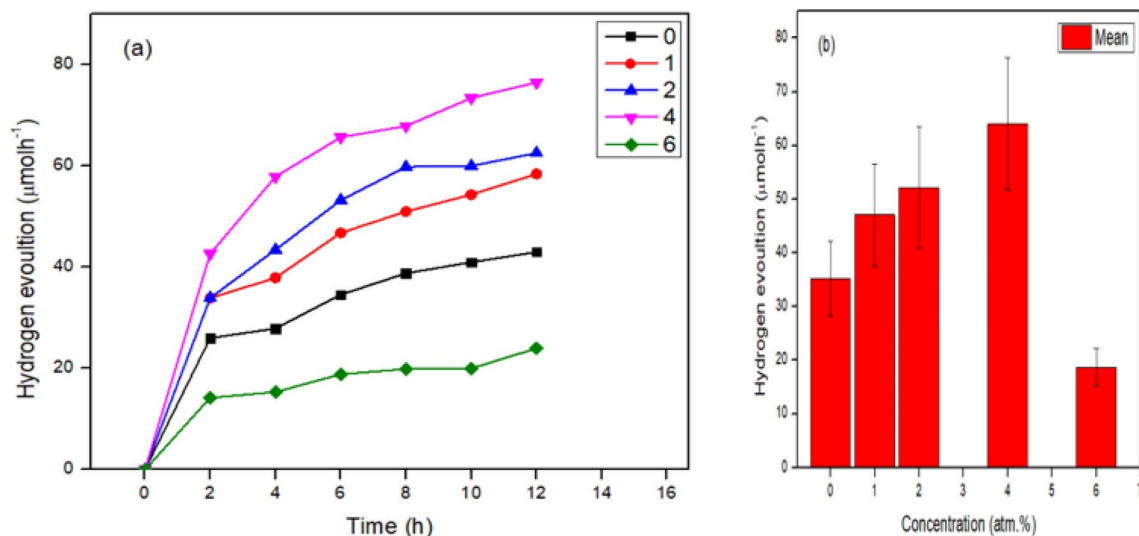 (a)
0
1
2
4
6
80
60
40
20
0
Hydrogen evoultion (μmolh⁻¹)
0 2 4 6 8 10 12 14 16
Time (h)
(b)
Mean
80
70
60
50
40
30
20
10
0
Hydrogen evoultion (μmolh⁻¹)
0 1 2 3 4 5 6 7
Concentration (atm.%)